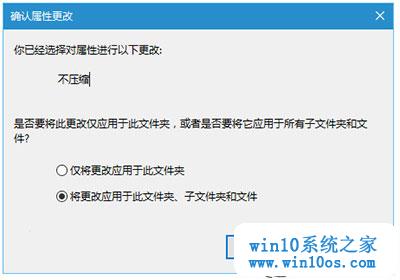 确认属性更改
你已经选择对属性进行以下更改:
不压缩
是否要将此更改仅应用于此文件夹，或者是否要将它应用于所有子文件夹和文
件?
仅将更改应用于此文件夹
将更改应用于此文件夹、子文件夹和文件
win10系统之家
www.win10os.com